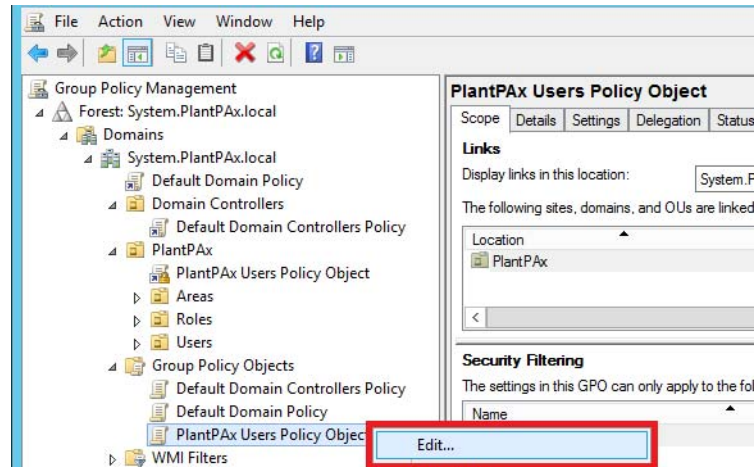 File Action View Window Help
Group Policy Management
Forest: System.PlantPAx.local
Domains
System.PlantPAx.local
Default Domain Policy
Domain Controllers
Default Domain Controllers Policy
PlantPAx
PlantPAx Users Policy Object
Areas
Roles
Users
Group Policy Objects
Default Domain Controllers Policy
Default Domain Policy
PlantPAx Users Policy Objec
WMI Filters
PlantPAx Users Policy Object
Scope Details Settings Delegation Status
Links
Display links in this location: System.P
The following sites, domains, and OUs are linked
Location
PlantPAx
Security Filtering
The settings in this GPO can only apply to the fol
Name
Edit...